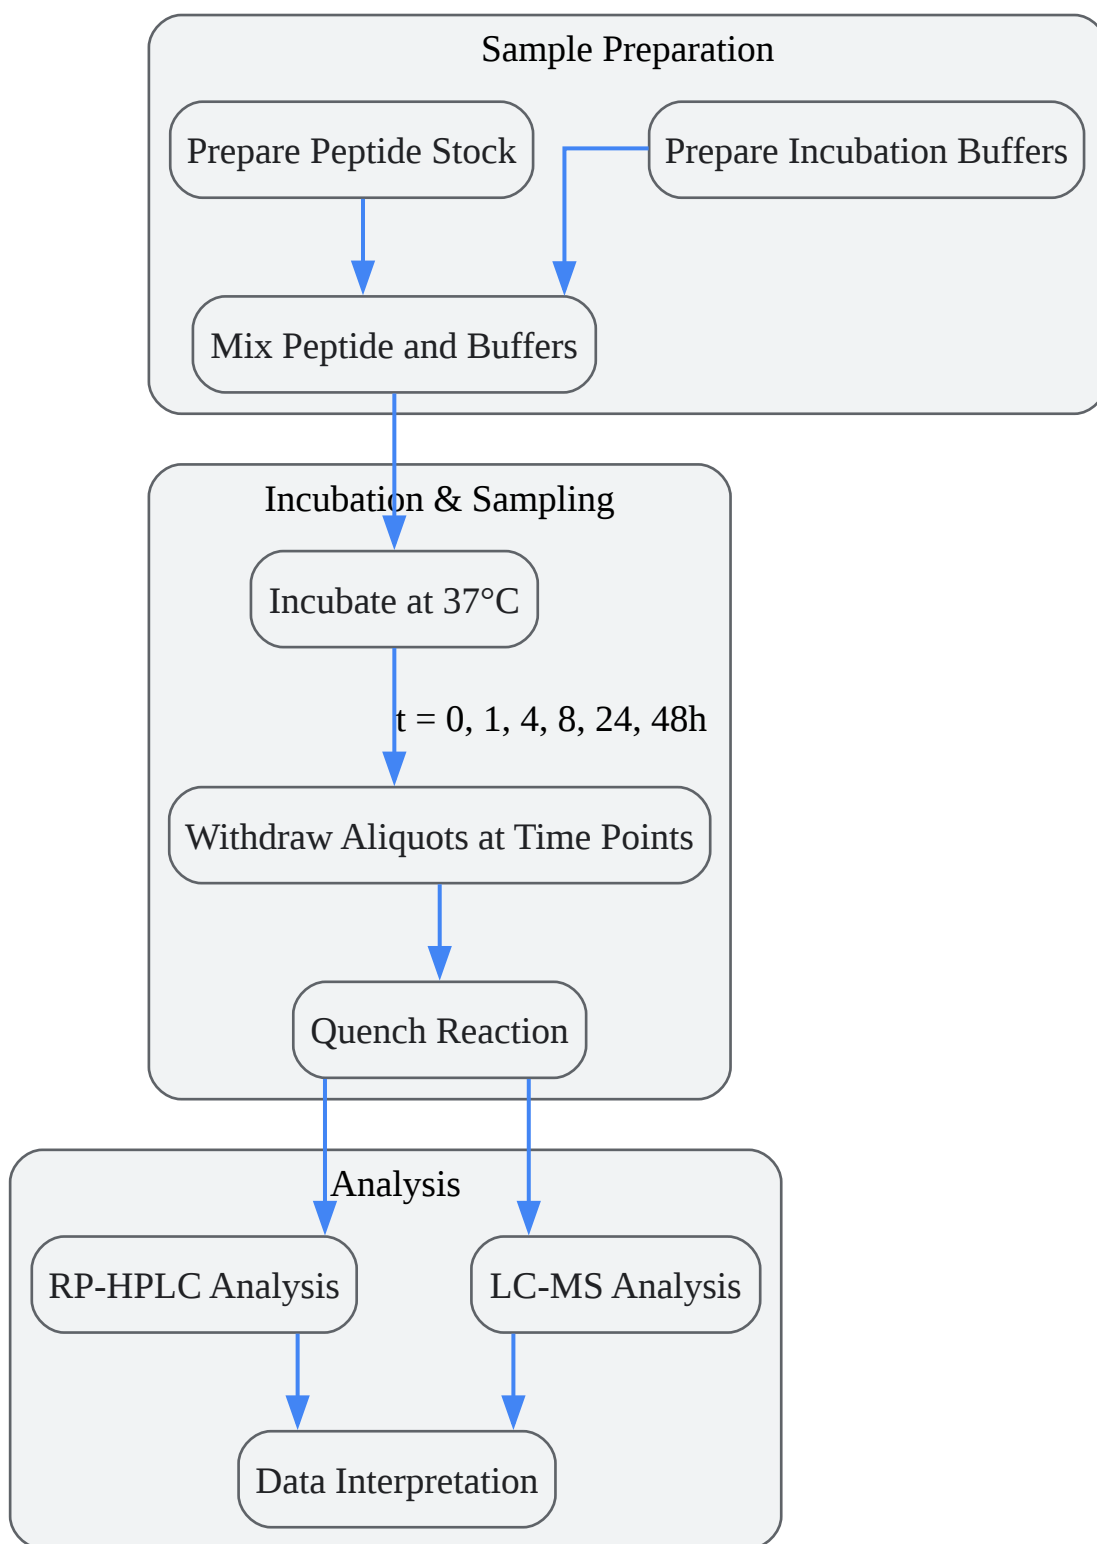 Sample Preparation
Prepare Peptide Stock
Prepare Incubation Buffers
Mix Peptide and Buffers
Incubation & Sampling
Incubate at 37°C
t = 0, 1, 4, 8, 24, 48h
Withdraw Aliquots at Time Points
Quench Reaction
Analysis
RP-HPLC Analysis
LC-MS Analysis
Data Interpretation